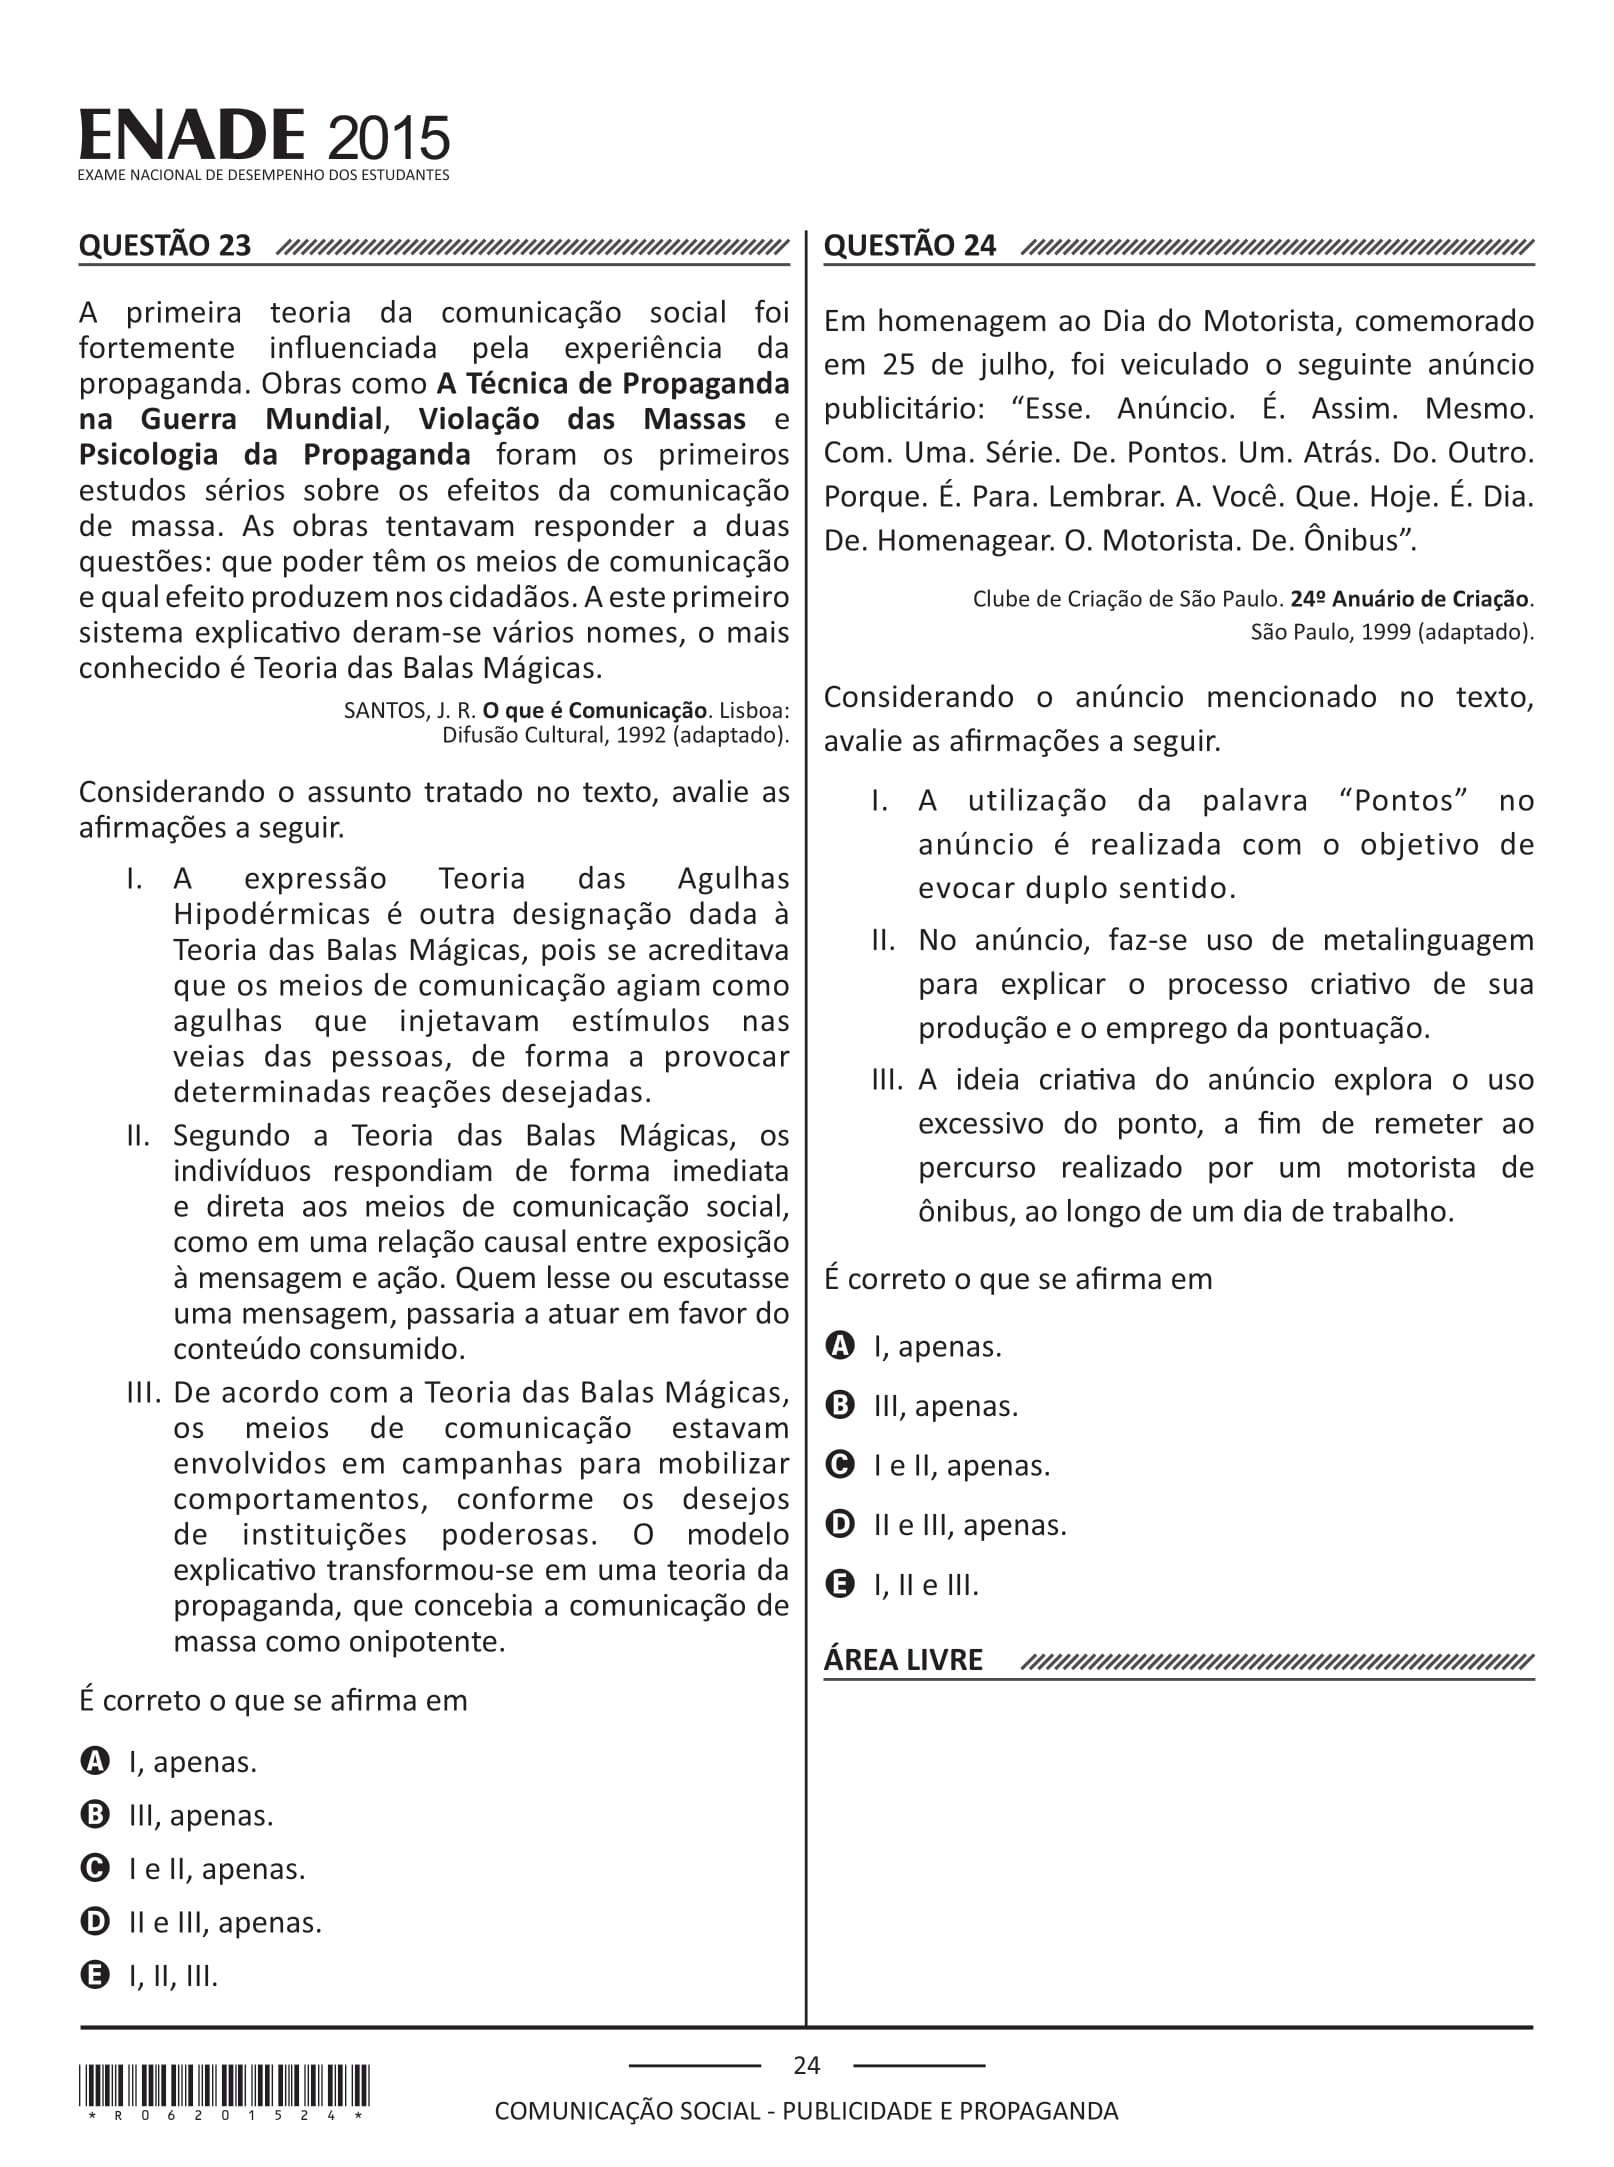 ENADE 2015
EXAME NACIONAL DE DESEMPENHO DOS ESTUDANTES
QUESTÃO 23
A primeira teoria da comunicação social foi
fortemente influenciada pela experiência da
propaganda. Obras como A Técnica de Propaganda
na Guerra Mundial, Violação das Massas e
Psicologia da Propaganda foram os primeiros
estudos sérios sobre os efeitos da comunicação
de massa. As obras tentavam responder a duas
questões: que poder têm os meios de comunicação
e qual efeito produzem nos cidadãos. A este primeiro
sistema explicativo deram-se vários nomes, o mais
conhecido é Teoria das Balas Mágicas.
SANTOS, J. R. O que é Comunicação. Lisboa:
Difusão Cultural, 1992 (adaptado).
Considerando o assunto tratado no texto, avalie as
afirmações a seguir.
I. A expressão Teoria das Agulhas
Hipodérmicas é outra designação dada à
Teoria das Balas Mágicas, pois se acreditava
que os meios de comunicação agiam como
agulhas que injetavam estímulos nas
veias das pessoas, de forma a provocar
determinadas reações desejadas.
II. Segundo a Teoria das Balas Mágicas, os
indivíduos respondiam de forma imediata
e direta aos meios de comunicação social,
como em uma relação causal entre exposição
à mensagem e ação. Quem lesse ou escutasse
uma mensagem, passaria a atuar em favor do
conteúdo consumido.
III. De acordo com a Teoria das Balas Mágicas,
os meios de comunicação estavam
envolvidos em campanhas para mobilizar
comportamentos, conforme os desejos
de instituições poderosas. O modelo
explicativo transformou-se em uma teoria da
propaganda, que concebia a comunicação de
massa como onipotente.
É correto o que se afirma em
A I, apenas.
B III, apenas.
C I e II, apenas.
D II e III, apenas.
E I, II, III.
QUESTÃO 24
Em homenagem ao Dia do Motorista, comemorado
em 25 de julho, foi veiculado o seguinte anúncio
publicitário: “Esse. Anúncio. É. Assim. Mesmo.
Com. Uma. Série. De. Pontos. Um. Atrás. Do. Outro.
Porque. É. Para. Lembrar. A. Você. Que. Hoje. É. Dia.
De. Homenagear. O. Motorista. De. Ônibus”.
Clube de Criação de São Paulo. 24º Anuário de Criação.
São Paulo, 1999 (adaptado).
Considerando o anúncio mencionado no texto,
avalie as afirmações a seguir.
I. A utilização da palavra “Pontos” no
anúncio é realizada com o objetivo de
evocar duplo sentido.
II. No anúncio, faz-se uso de metalinguagem
para explicar o processo criativo de sua
produção e o emprego da pontuação.
III. A ideia criativa do anúncio explora o uso
excessivo do ponto, a fim de remeter ao
percurso realizado por um motorista de
ônibus, ao longo de um dia de trabalho.
É correto o que se afirma em
A I, apenas.
B III, apenas.
C I e II, apenas.
D II e III, apenas.
E I, II e III.
ÁREA LIVRE
*R06201524*
24
COMUNICAÇÃO SOCIAL - PUBLICIDADE E PROPAGANDA